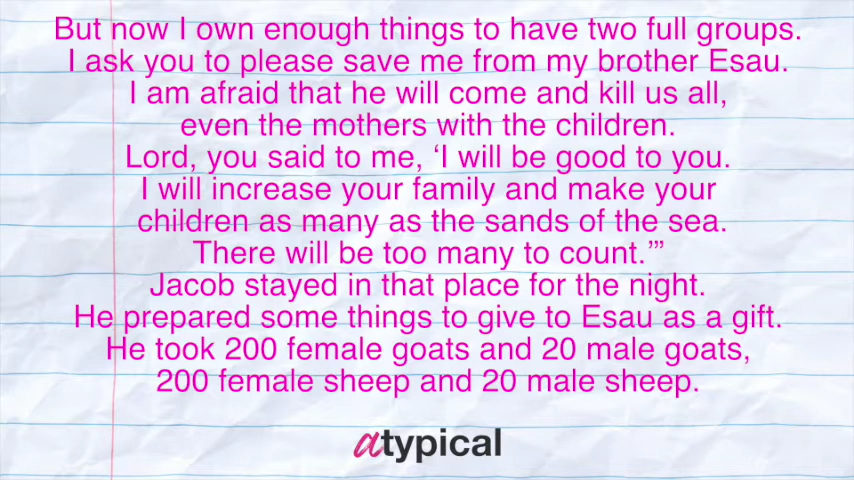 But now I own enough things to have two full groups.
I ask you to please save me from my brother Esau.
I am afraid that he will come and kill us all,
even the mothers with the children.
Lord, you said to me, ‘I will be good to you.
I will increase your family and make your
children as many as the sands of the sea.
There will be too many to count.’”
Jacob stayed in that place for the night.
He prepared some things to give to Esau as a gift.
He took 200 female goats and 20 male goats,
200 female sheep and 20 male sheep.
atypical